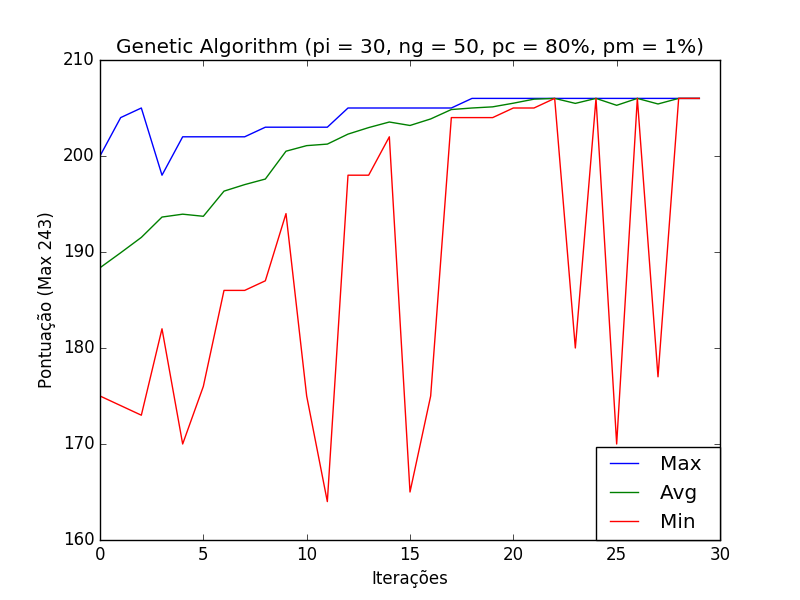 Genetic Algorithm (pi = 30, ng = 50, pc = 80%, pm = 1%)
210
200
190
180
170
160
Pontuação (Max 243)
0 5 10 15 20 25 30
Iterações
Max
Avg
Min